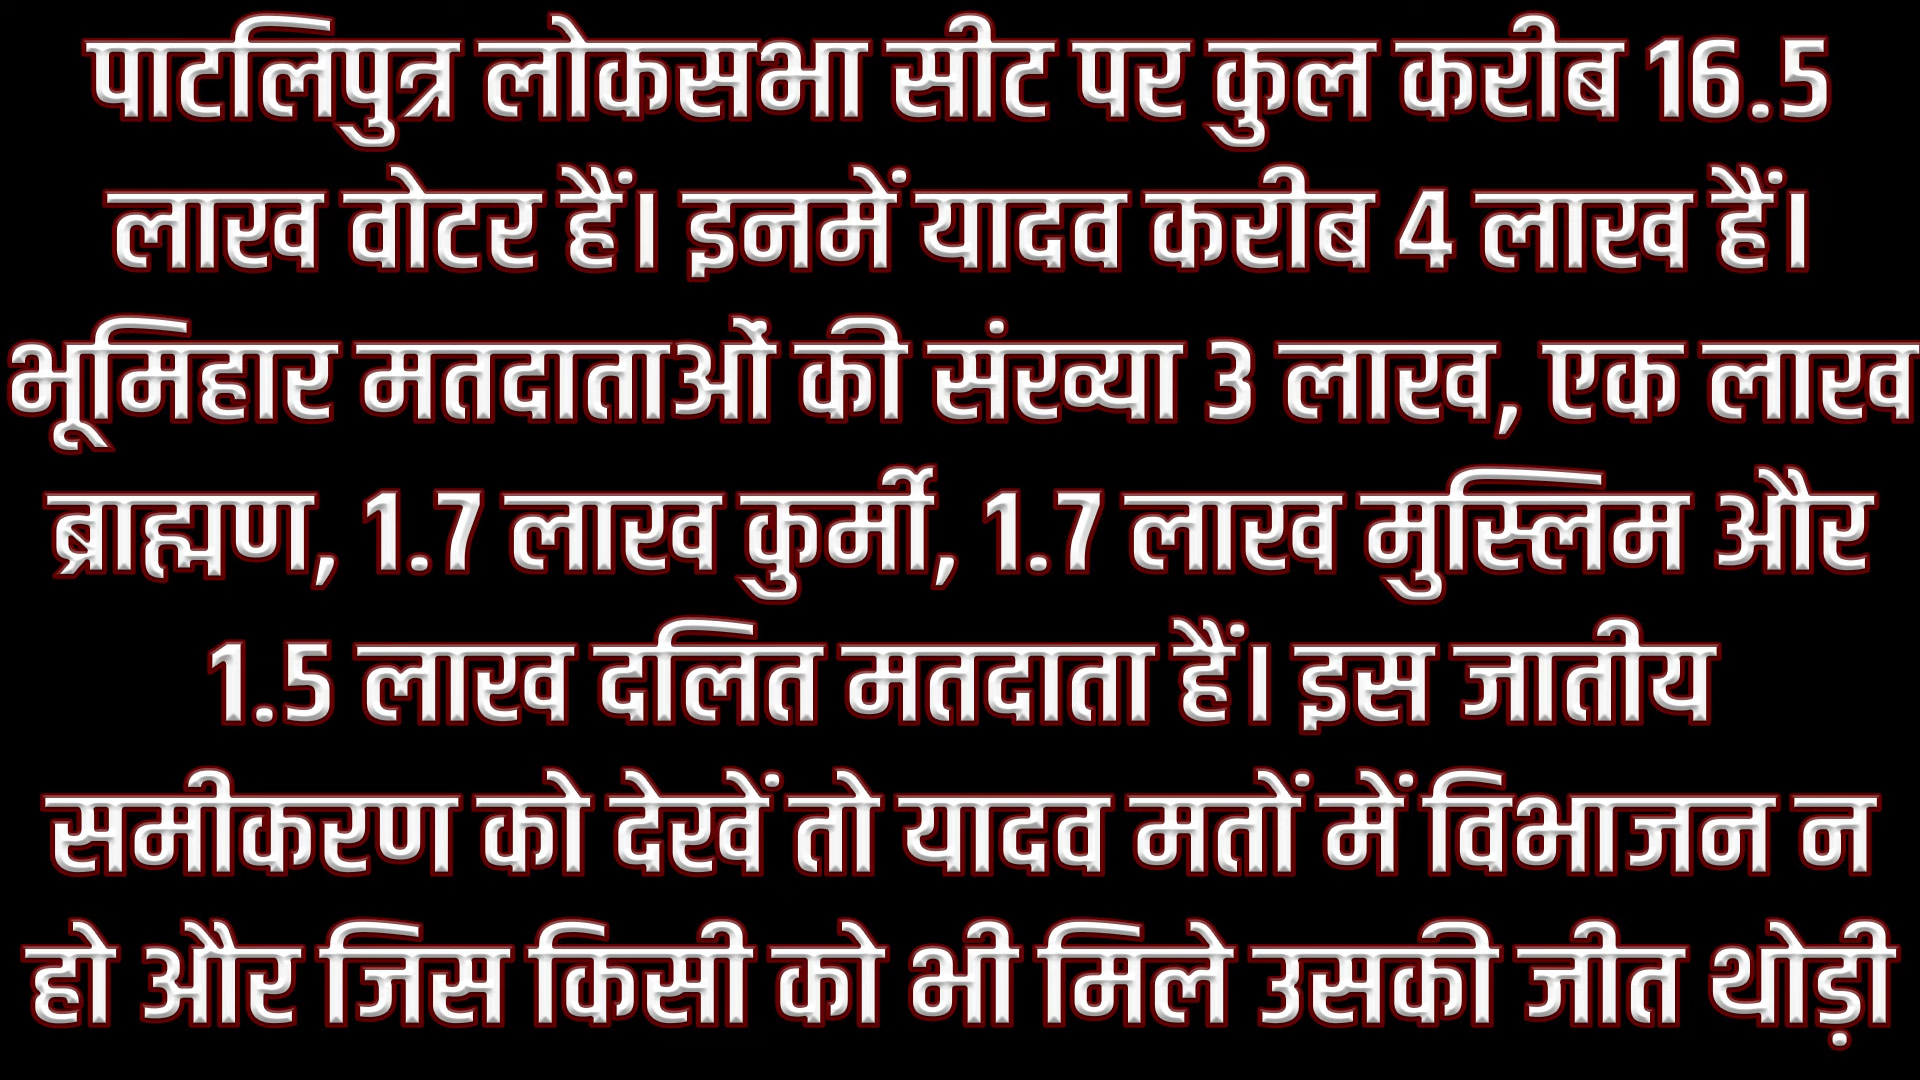 पाटलिपुत्र लोकसभा सीट पर कुल करीब 16.5
लाख वोटर हैं। इनमें यादव करीब 4 लाख हैं।
भूमिहार मतदाताओं की संख्या 3 लाख, एक लाख
ब्राह्मण, 1.7 लाख कुर्मी, 1.7 लाख मुस्लिम और
1.5 लाख दलित मतदाता हैं। इस जातीय
समीकरण को देखें तो यादव मतों में विभाजन न
हो और जिस किसी को भी मिले उसकी जीत थोड़ी